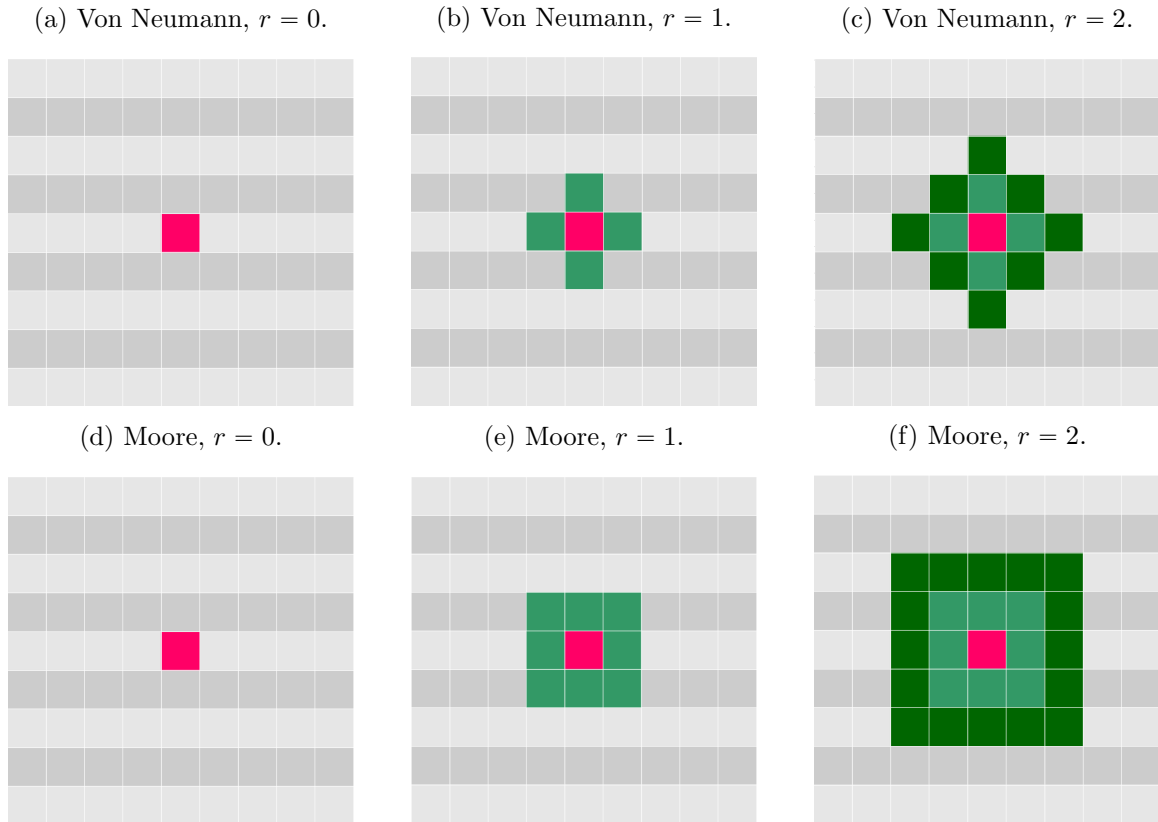 (a) Von Neumann, r = 0.
(b) Von Neumann, r = 1.
(c) Von Neumann, r = 2.
(d) Moore, r = 0.
(e) Moore, r = 1.
(f) Moore, r = 2.